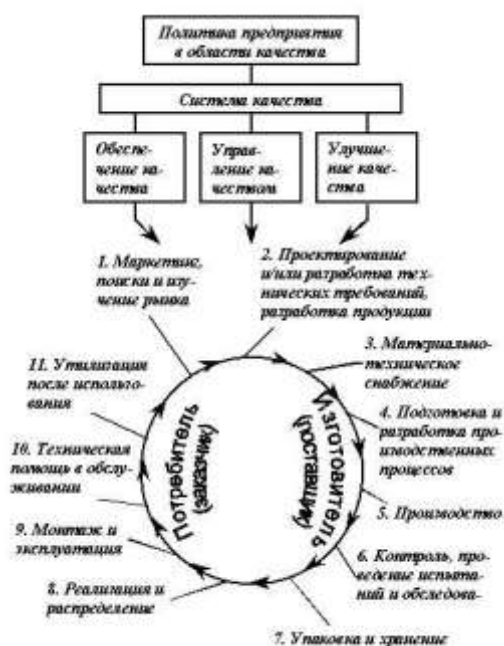 Политика предприятия
в области качества
Система качества
Обеспе-
чение ка-
чества
Управ-
ление ка-
чеством
Улучше-
ние каче-
ства
1. Маркетинг,
поиски и изу-
чение рынка
2. Проектирование
и/или разработка тех-
нических требований,
разработка продукции
3. Материально-
техническое
снабжение
4. Подготовка и
разработка про-
изводственных
процессов
5. Производство
6. Контроль, про-
ведение испыта-
ний и обследова-
7. Упаковка и хранение
8. Реализация и
распределение
9. Монтаж и
эксплуатация
10. Техническая
помощь в обслу-
живании
11. Утилизация
после использо-
вания
Потребитель
(заказчик)
Изготовитель
(поставщик)